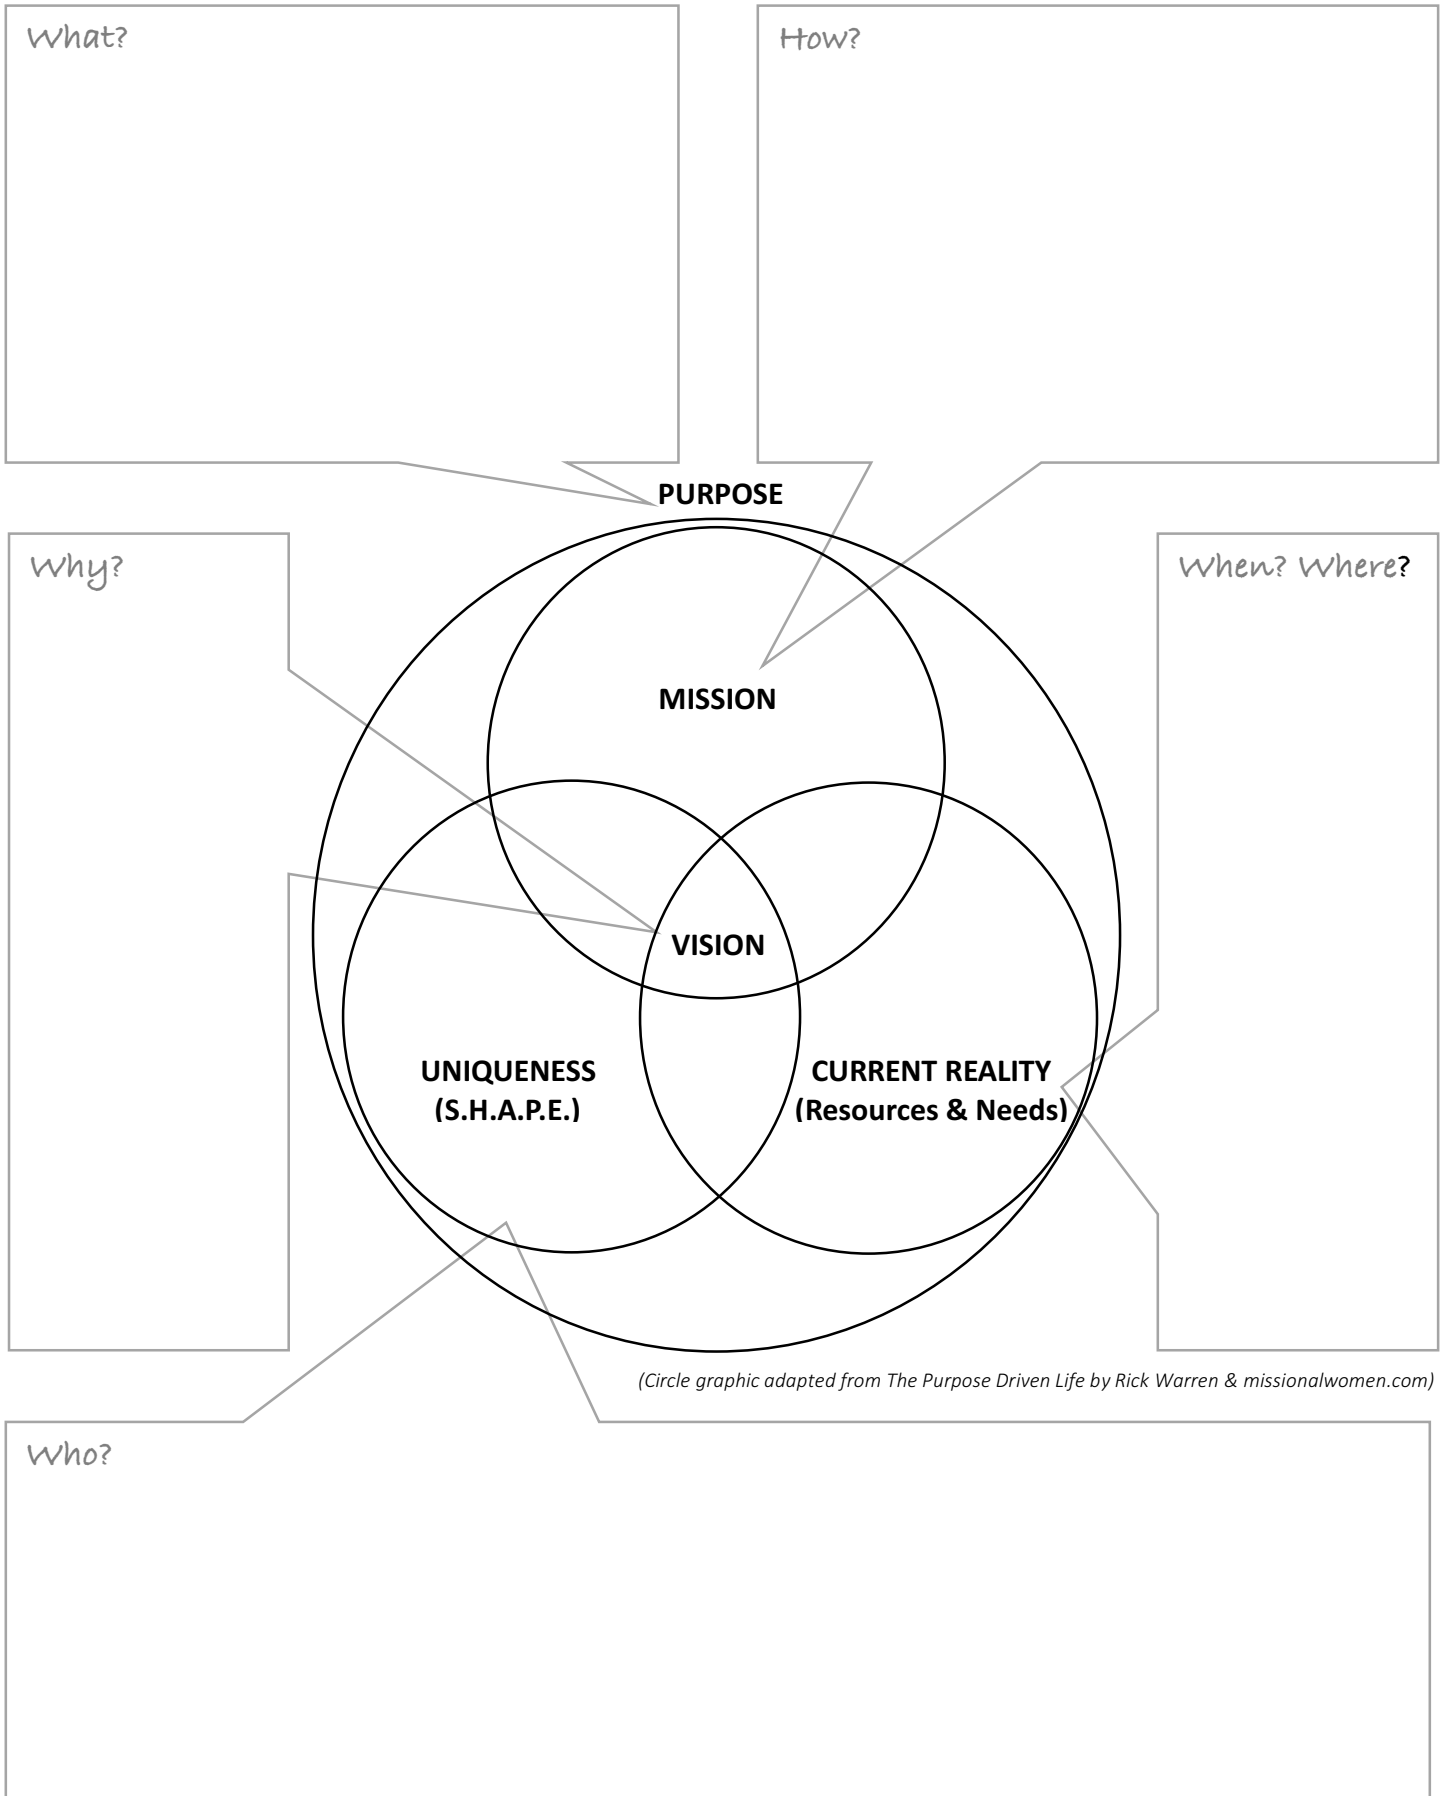 What?
How?
PURPOSE
Why?
When? Where?
MISSION
VISION
UNIQUENESS
(S.H.A.P.E.)
CURRENT REALITY
(Resources & Needs)
(Circle graphic adapted from The Purpose Driven Life by Rick Warren & missionalwomen.com)
Who?